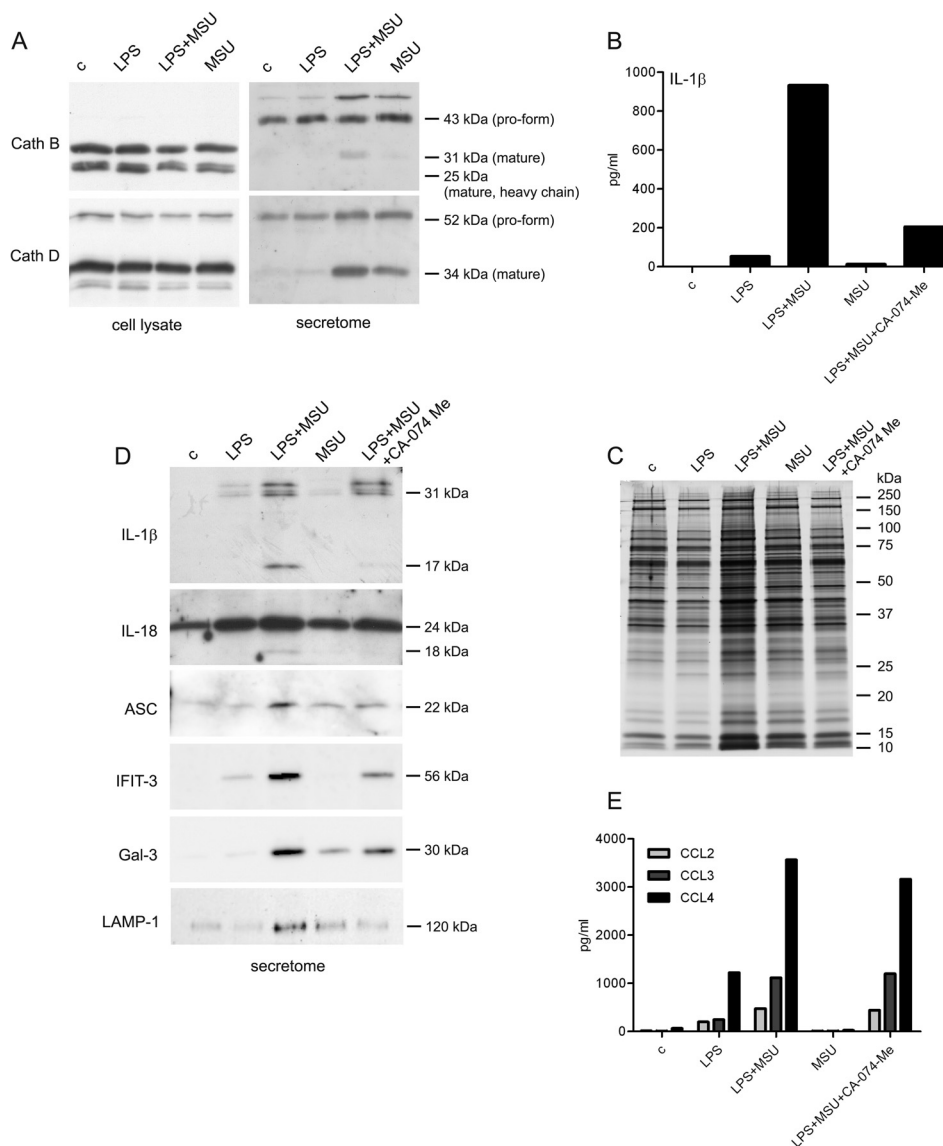 A
c
LPS
LPS+MSU
MSU
c
LPS
LPS+MSU
MSU
Cath B
43 kDa (pro-form)
31 kDa (mature)
25 kDa
(mature, heavy chain)
Cath D
52 kDa (pro-form)
34 kDa (mature)
cell lysate
secretome
B
IL-1β
pg/ml
1000
800
600
400
200
0
c
LPS
LPS+MSU
MSU
LPS+MSU+CA-074-Me
D
c
LPS
LPS+MSU
MSU
LPS+MSU
+CA-074 Me
IL-1β
31 kDa
17 kDa
IL-18
24 kDa
18 kDa
ASC
22 kDa
IFIT-3
56 kDa
Gal-3
30 kDa
LAMP-1
120 kDa
secretome
C
c
LPS
LPS+MSU
MSU
LPS+MSU
+CA-074 Me
kDa
250
150
100
75
50
37
25
20
15
10
E
CCL2
CCL3
CCL4
pg/ml
4000
3000
2000
1000
0
c
LPS
LPS+MSU
MSU
LPS+MSU+CA-074-Me